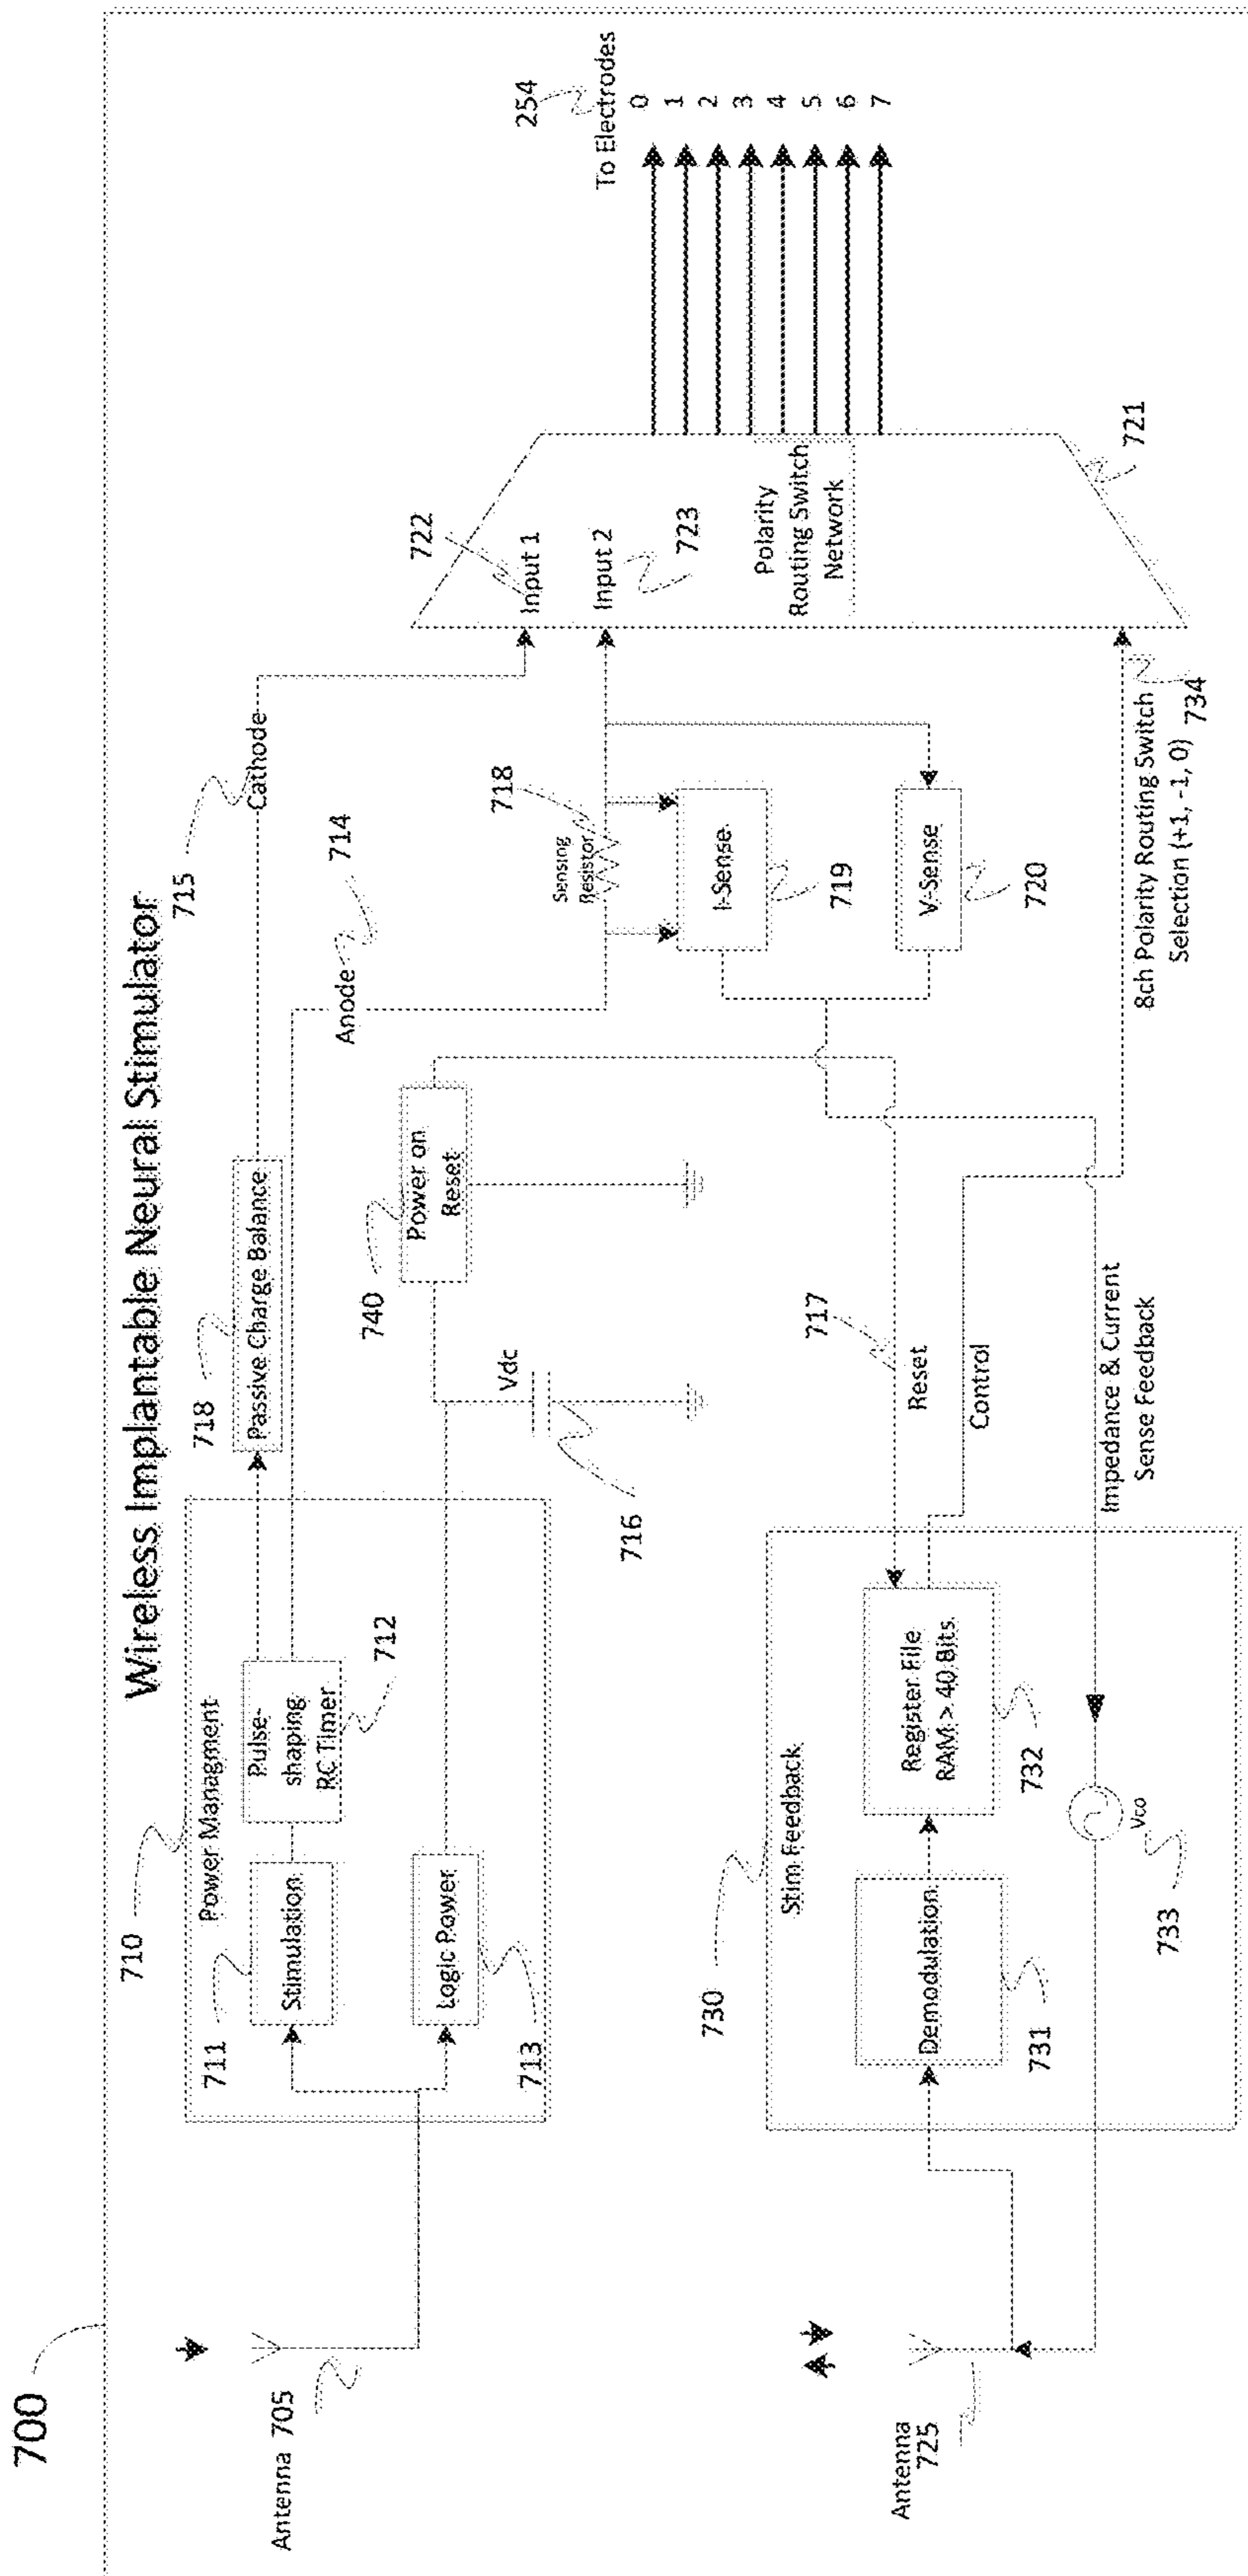 700
Wireless Implantable Neural Stimulator
Antenna 705
710
Power Managment
711
Stimulation
Pulse-
shaping
RC Timer
712
Logic Power
713
718
Passive Charge Balance
715
Cathode
Anode
714
740
Power on
Reset
Vdc
716
718
Sensing
Resistor
I-Sense
719
V-Sense
720
722
Input 1
Input 2
723
Polarity
Routing Switch
Network
721
254
To Electrodes
0
1
2
3
4
5
6
7
Antenna
725
730
Stim Feedback
Demodulation
731
Register File
RAM > 40 Bits
732
Vco
733
717
Reset
Control
Impedance & Current
Sense Feedback
8ch Polarity Routing Switch
Selection (+1, -1, 0)
734